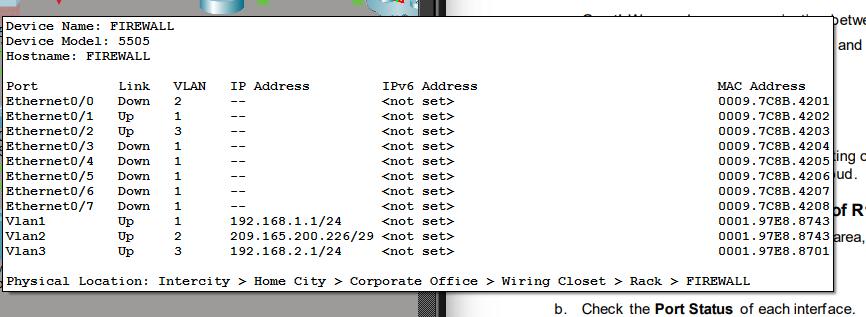 betwe
Device Name: FIREWALL
Device Model: 5505
and
Hostname: FIREWALL
Port Link VLAN IP Address IPv6 Address MAC Address
Ethernet0/0 Down 2 -- <not set> 0009.7C8B.4201
Ethernet0/1 Up 1 -- <not set> 0009.7C8B.4202
Ethernet0/2 Up 3 -- <not set> 0009.7C8B.4203
Ethernet0/3 Down 1 -- <not set> 0009.7C8B.4204
Ethernet0/4 Down 1 -- <not set> 0009.7C8B.4205
Ethernet0/5 Down 1 -- <not set> 0009.7C8B.4206
Ethernet0/6 Down 1 -- <not set> 0009.7C8B.4207
Ethernet0/7 Down 1 -- <not set> 0009.7C8B.4208
Vlan1 Up 1 192.168.1.1/24 <not set> 0001.97E8.8743
Vlan2 Up 2 209.165.200.226/29 <not set> 0001.97E8.8743
Vlan3 Up 3 192.168.2.1/24 <not set> 0001.97E8.8701
Physical Location: Intercity > Home City > Corporate Office > Wiring Closet > Rack > FIREWALL
king c
ud.
of R
area,
b. Check the Port Status of each interface.